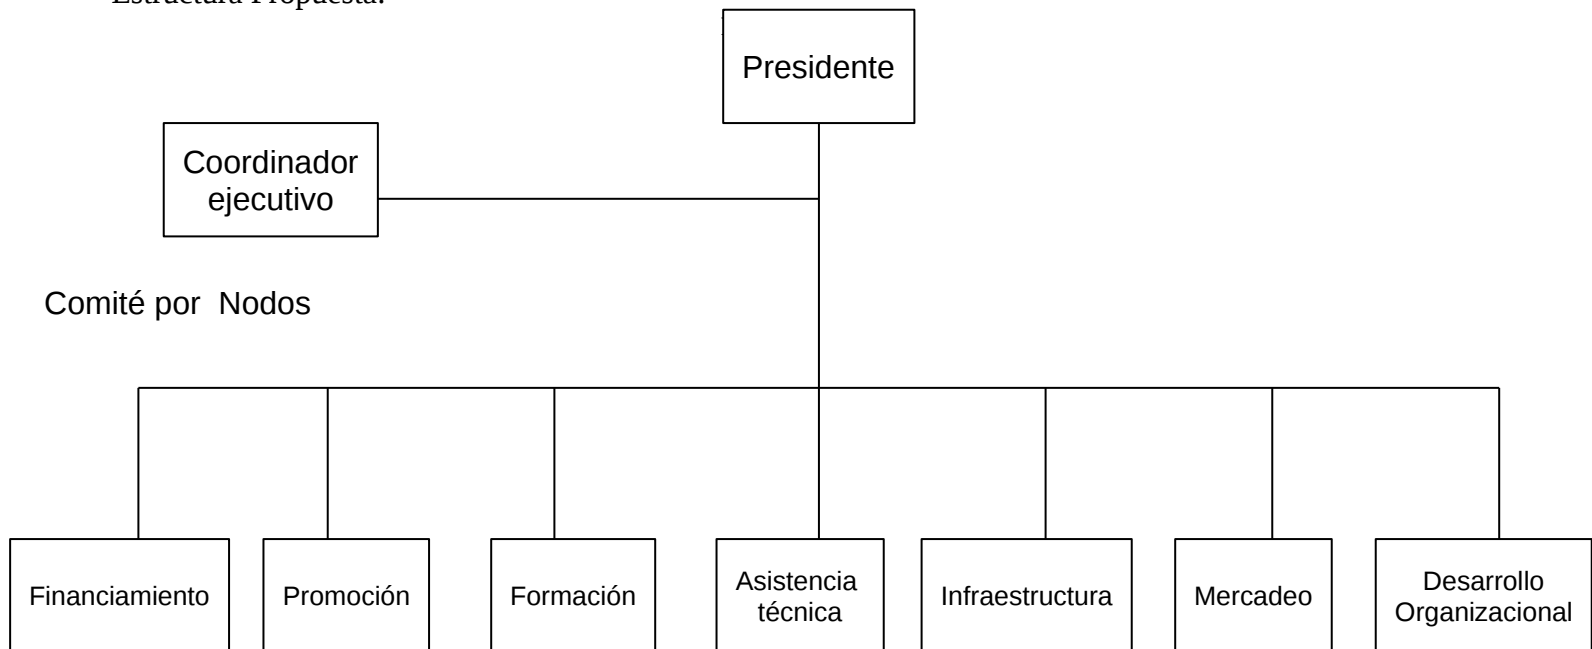 Estructura Propuesta:
Presidente
Coordinador
ejecutivo
Comité por  Nodos
Financiamiento
Promoción
Formación
Asistencia
técnica
Infraestructura
Mercadeo
Desarrollo
Organizacional